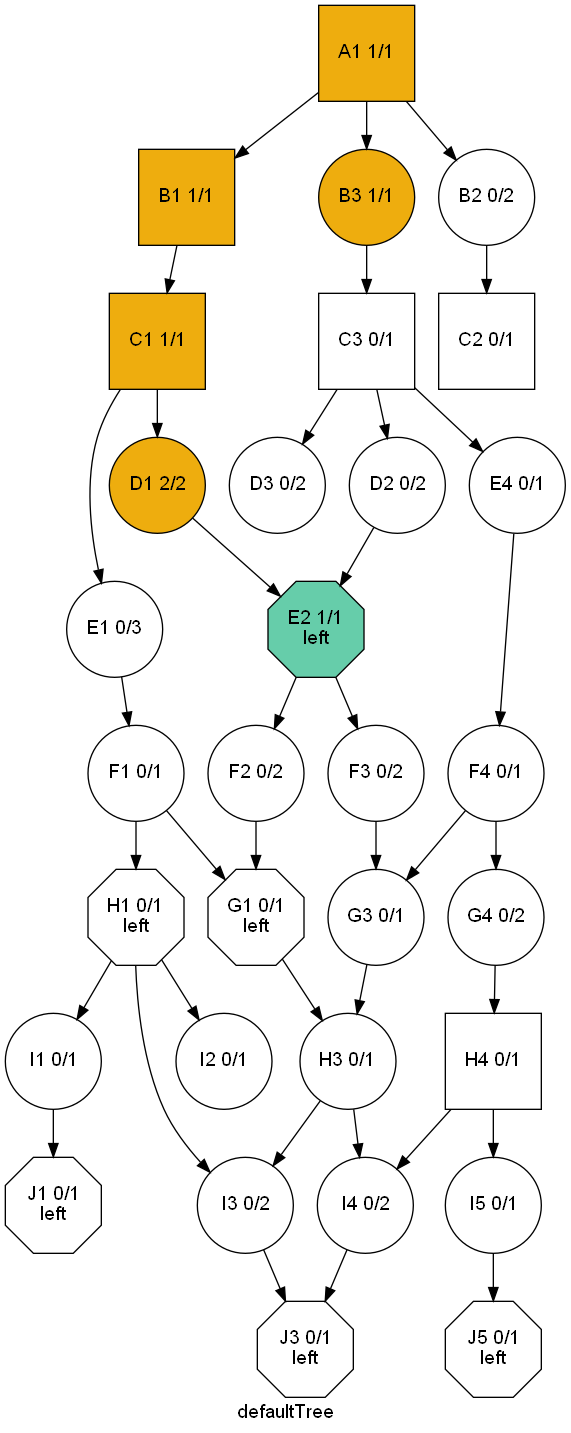 A1 1/1
B1 1/1
B3 1/1
B2 0/2
C1 1/1
C3 0/1
C2 0/1
D1 2/2
D3 0/2
D2 0/2
E4 0/1
E1 0/3
E2 1/1
left
F1 0/1
F2 0/2
F3 0/2
F4 0/1
H1 0/1
left
G1 0/1
left
G3 0/1
G4 0/2
I1 0/1
I2 0/1
H3 0/1
H4 0/1
J1 0/1
left
I3 0/2
I4 0/2
I5 0/1
J3 0/1
left
J5 0/1
left
defaultTree